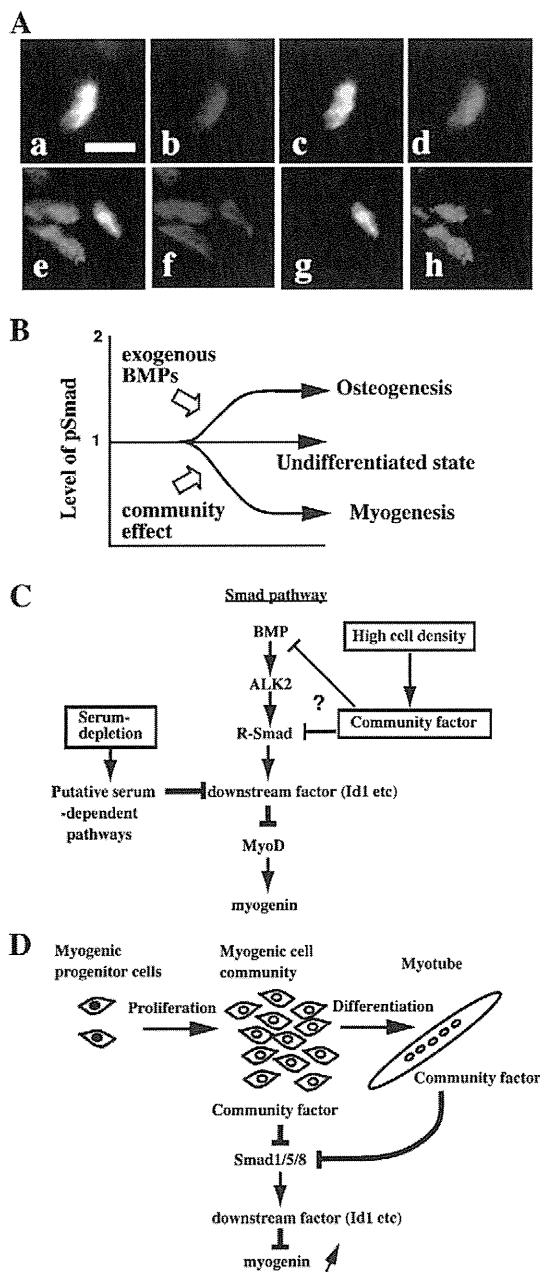 A
a
b
c
d
e
f
g
h
B
Level of pSmad
2
1
exogenous
BMPs
community
effect
Osteogenesis
Undifferentiated state
Myogenesis
C
Smad pathway
BMP
ALK2
R-Smad
High cell density
?
Community factor
Serum-
depletion
Putative serum
-dependent
pathways
downstream factor (Id1 etc)
MyoD
myogenin
D
Myogenic
progenitor cells
Proliferation
Myogenic cell
community
Differentiation
Myotube
Community factor
Community factor
Smad1/5/8
downstream factor (Id1 etc)
myogenin